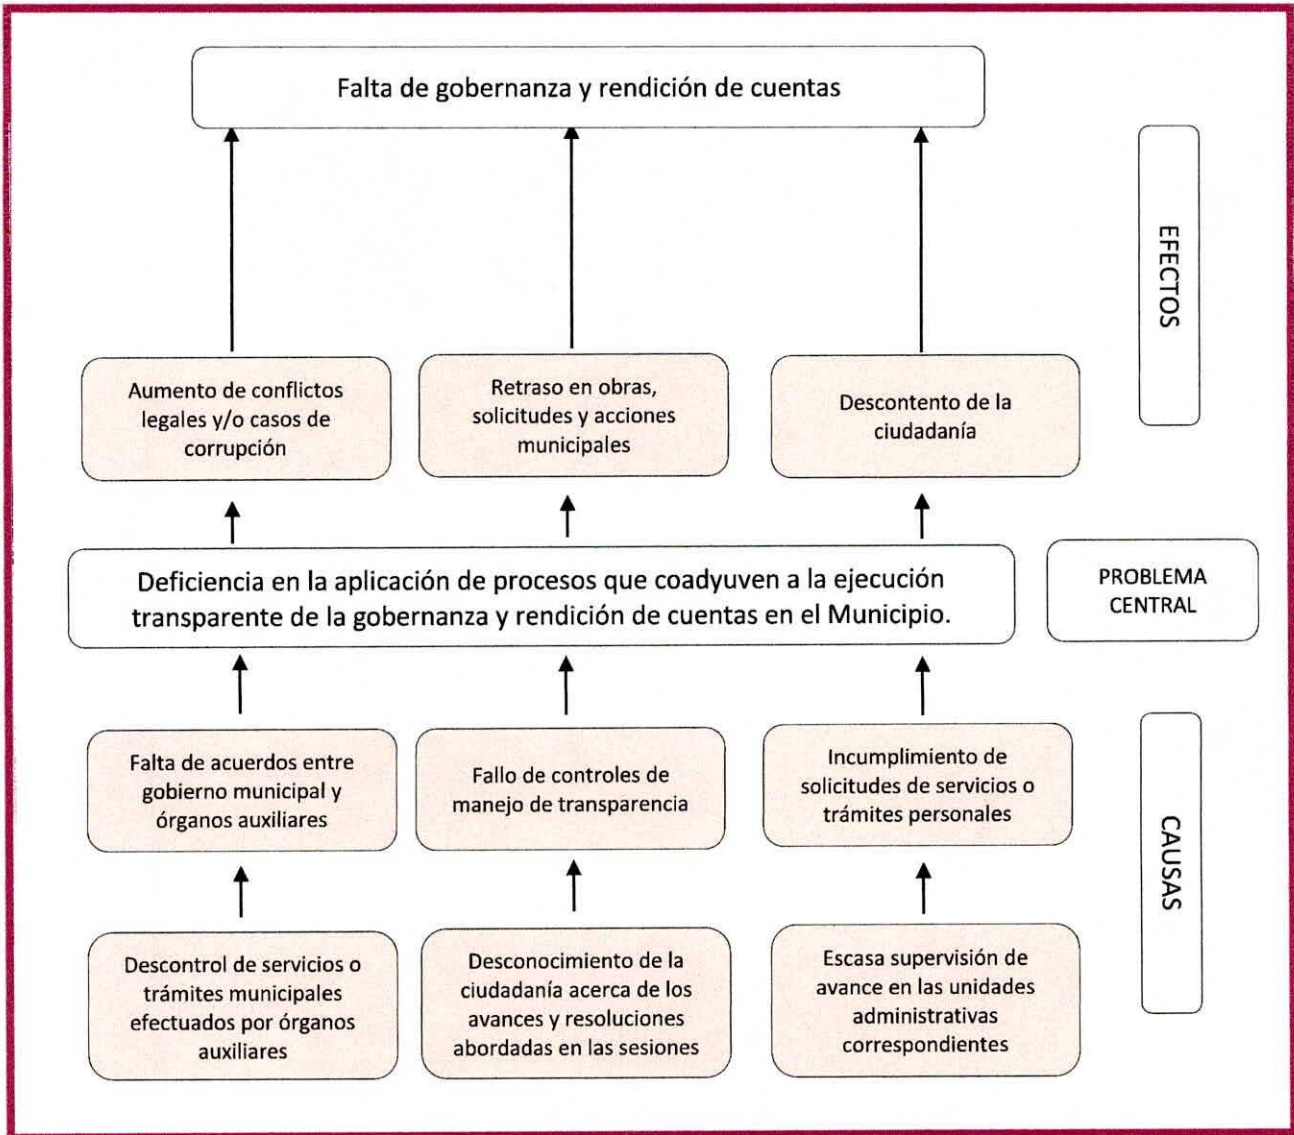 Falta de gobernanza y rendición de cuentas
EFECTOS
Aumento de conflictos
legales y/o casos de
corrupción
Retraso en obras,
solicitudes y acciones
municipales
Descontento de la
ciudadanía
Deficiencia en la aplicación de procesos que coadyuven a la ejecución
transparente de la gobernanza y rendición de cuentas en el Municipio.
PROBLEMA
CENTRAL
Falta de acuerdos entre
gobierno municipal y
órganos auxiliares
Fallo de controles de
manejo de transparencia
Incumplimiento de
solicitudes de servicios o
trámites personales
CAUSAS
Descontrol de servicios o
trámites municipales
efectuados por órganos
auxiliares
Desconocimiento de la
ciudadanía acerca de los
avances y resoluciones
abordadas en las sesiones
Escasa supervisión de
avance en las unidades
administrativas
correspondientes